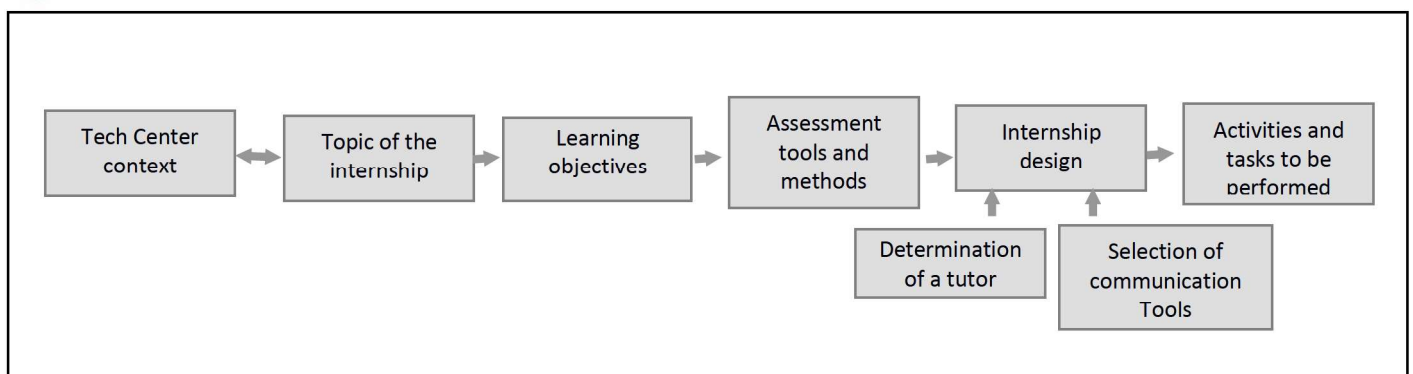 Tech Center
context
Topic of the
internship
Learning
objectives
Assessment
tools and
methods
Internship
design
Activities and
tasks to be
performed
Determination
of a tutor
Selection of
communication
Tools